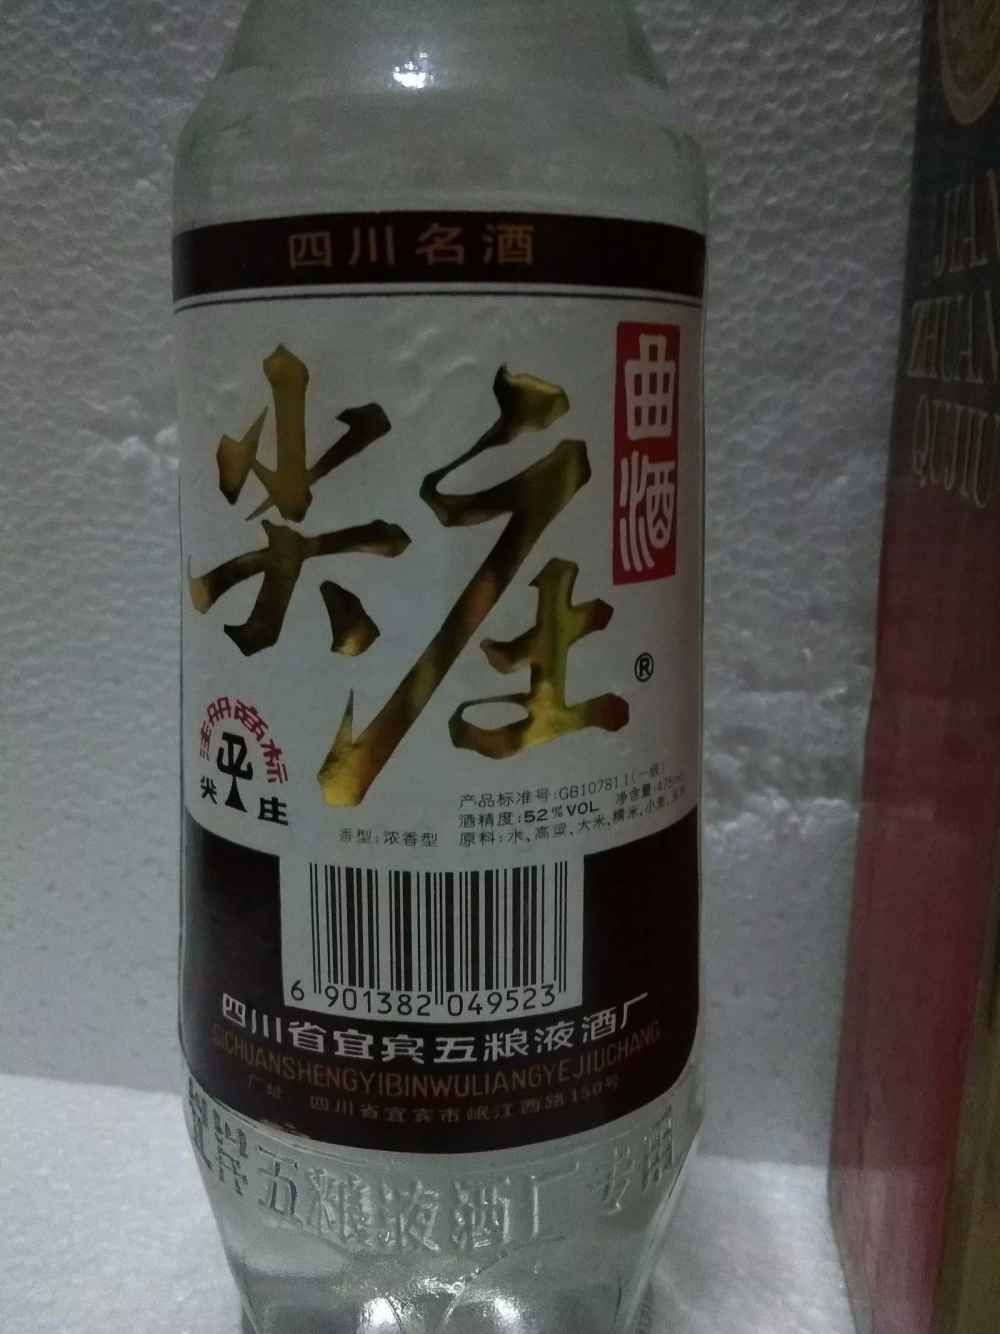 四川名酒
尖庄
曲酒
®
注册商标
尖庄
产品标准号:GB10781.1(一级)
酒精度:52%VOL 净含量:475mL
香型:浓香型 原料:水、高粱、大米、糯米、小麦、玉米
6 901382 049523
四川省宜宾五粮液酒厂
SICHUANSHENGYIBINWULIANGYEJIUCHANG
厂址 四川省宜宾市岷江西路150号
五粮液酒厂专用
JIAN
ZHUAN
QUJIU